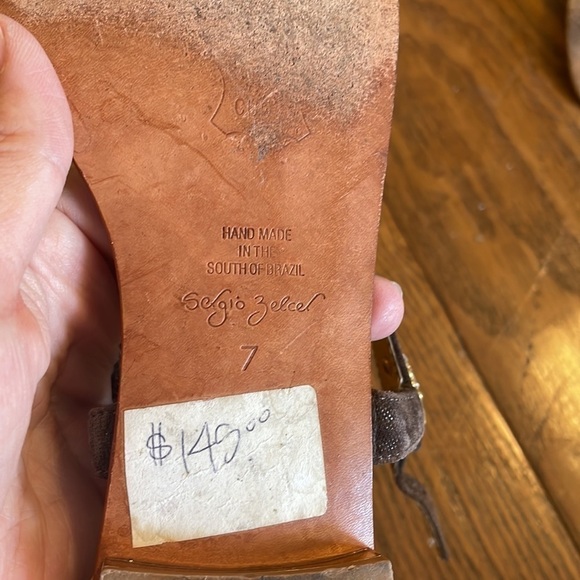 HAND MADE
IN THE
SOUTH OF BRAZIL
Sergio Zelcer
7
$145.00